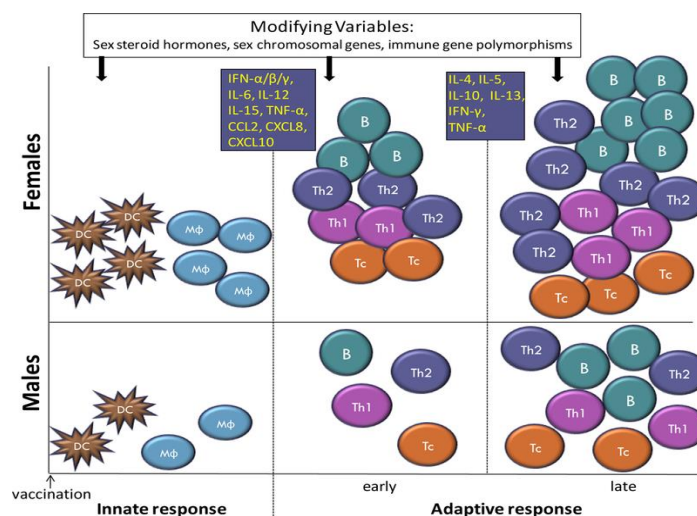 Modifying Variables:
Sex steroid hormones, sex chromosomal genes, immune gene polymorphisms
IFN-α/β/γ,
IL-6, IL-12
IL-15, TNF-α,
CCL2, CXCL8,
CXCL10
IL-4, IL-5,
IL-10, IL-13,
IFN-γ,
TNF-α
Females
DC
DC
DC
DC
Mϕ
Mϕ
Mϕ
Mϕ
B
B
B
Th2
Th2
Th1
Th1
Th2
Tc
Tc
B
B
B
B
Th2
B
B
Th2
Th2
Th2
Th2
Th1
Th1
Th2
Th1
Tc
Tc
Tc
Males
DC
DC
Mϕ
Mϕ
B
Th2
Th1
Tc
Th2
B
B
Th2
Th1
B
Th1
Tc
Tc
vaccination
early
late
Innate response
Adaptive response